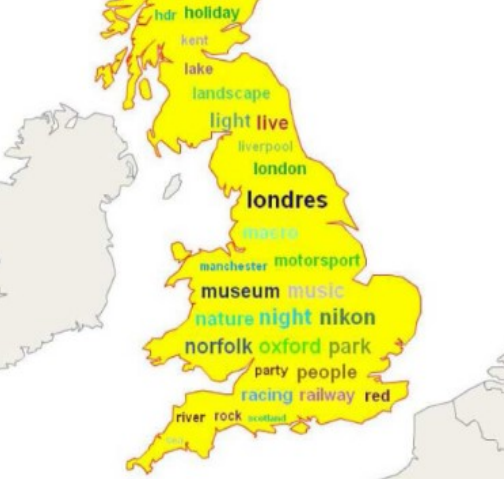 hdr holiday
kent
lake
landscape
light live
liverpool
london
londres
macro
manchester motorsport
museum music
nature night nikon
norfolk oxford park
party people
racing railway red
river rock scotland